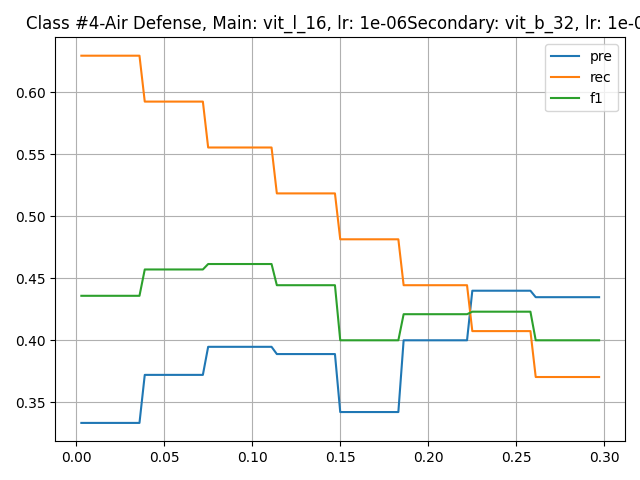 Class #4-Air Defense, Main: vit_l_16, lr: 1e-06Secondary: vit_b_32, lr: 1e-0
pre
rec
f1
0.60
0.55
0.50
0.45
0.40
0.35
0.00 0.05 0.10 0.15 0.20 0.25 0.30